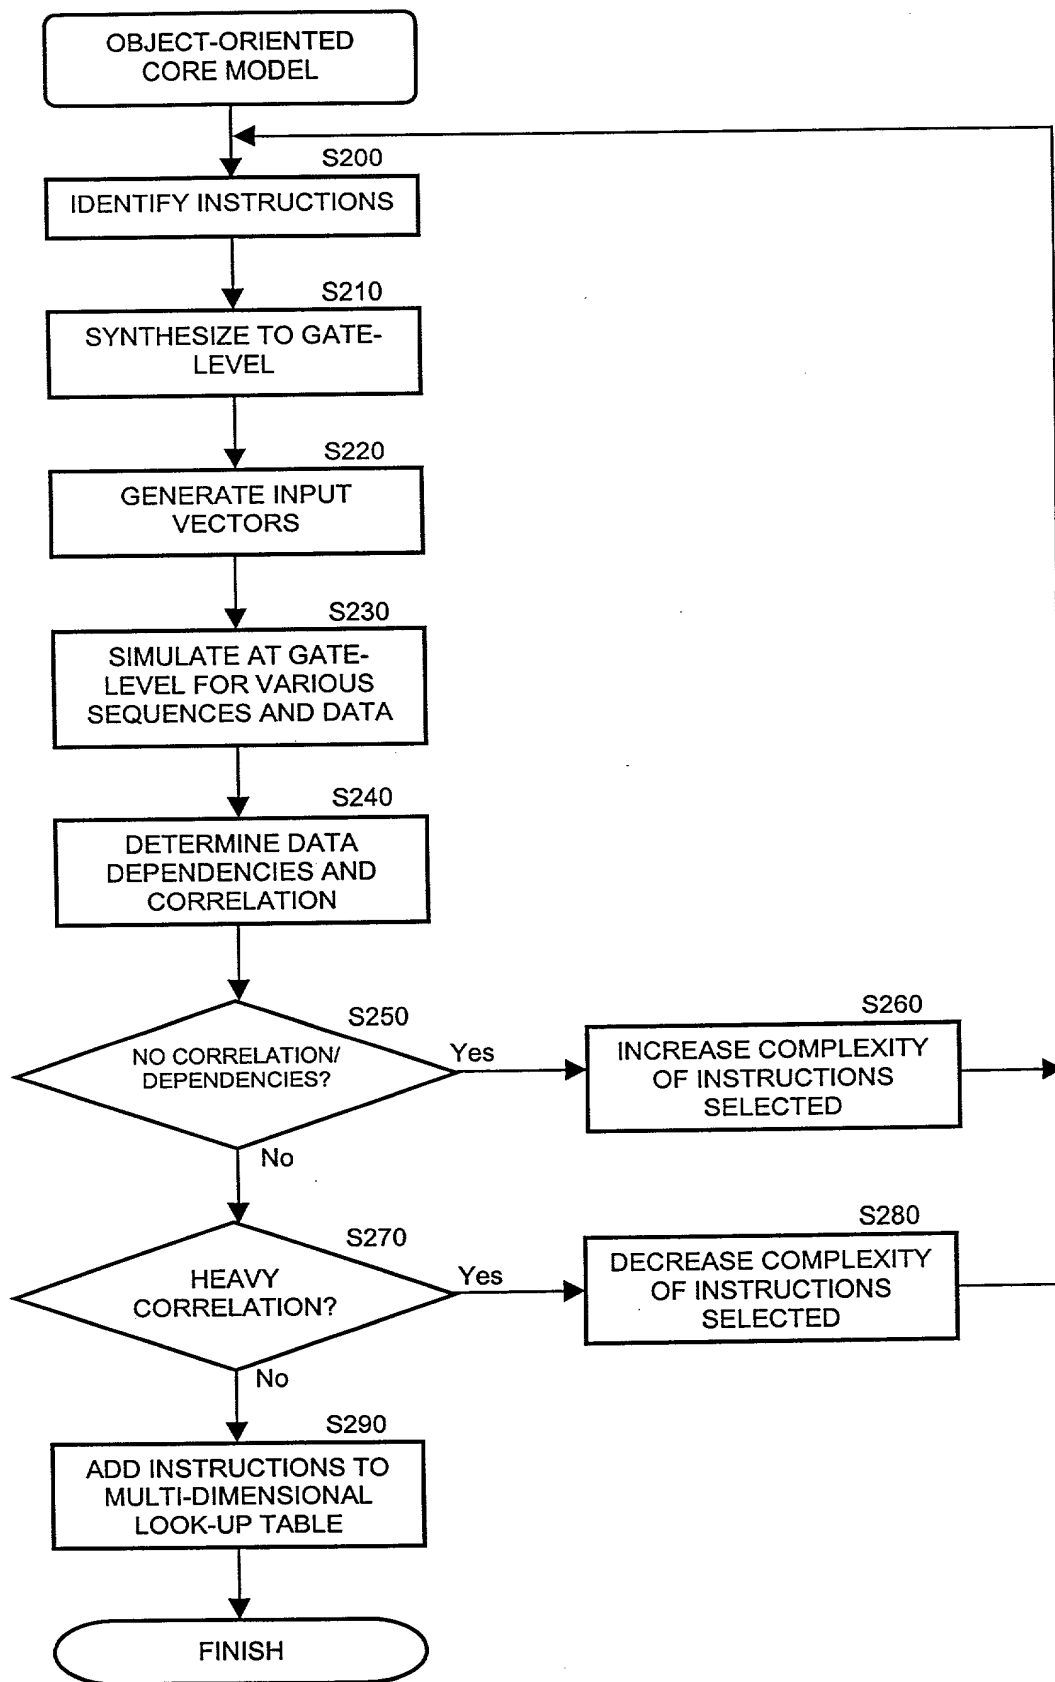 OBJECT-ORIENTED
CORE MODEL
S200
IDENTIFY INSTRUCTIONS
S210
SYNTHESIZE TO GATE-
LEVEL
S220
GENERATE INPUT
VECTORS
S230
SIMULATE AT GATE-
LEVEL FOR VARIOUS
SEQUENCES AND DATA
S240
DETERMINE DATA
DEPENDENCIES AND
CORRELATION
S250
NO CORRELATION/
DEPENDENCIES?
Yes
No
S260
INCREASE COMPLEXITY
OF INSTRUCTIONS
SELECTED
S270
HEAVY
CORRELATION?
Yes
No
S280
DECREASE COMPLEXITY
OF INSTRUCTIONS
SELECTED
S290
ADD INSTRUCTIONS TO
MULTI-DIMENSIONAL
LOOK-UP TABLE
FINISH